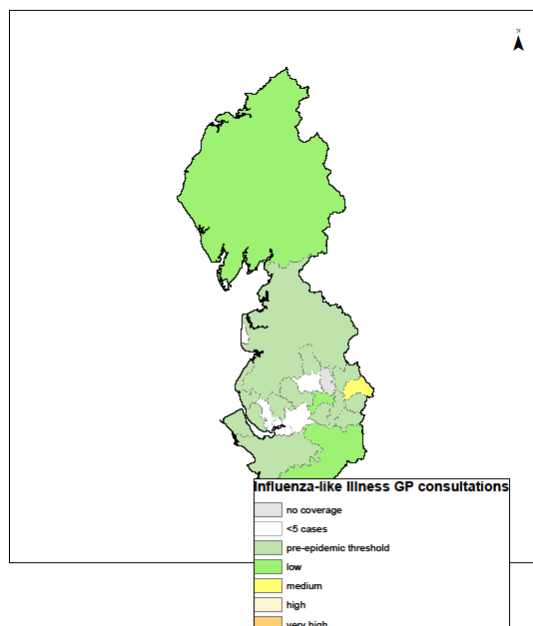 N
Influenza-like Illness GP consultations
no coverage
<5 cases
pre-epidemic threshold
low
medium
high
very high